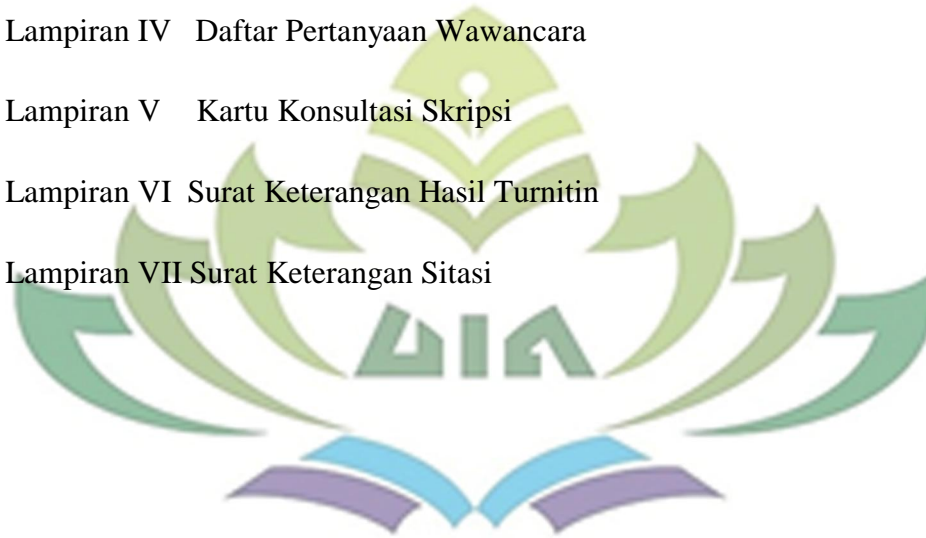 Lampiran IV Daftar Pertanyaan Wawancara
Lampiran V Kartu Konsultasi Skripsi
Lampiran VI Surat Keterangan Hasil Turnitin
Lampiran VII Surat Keterangan Sitasi
UIN